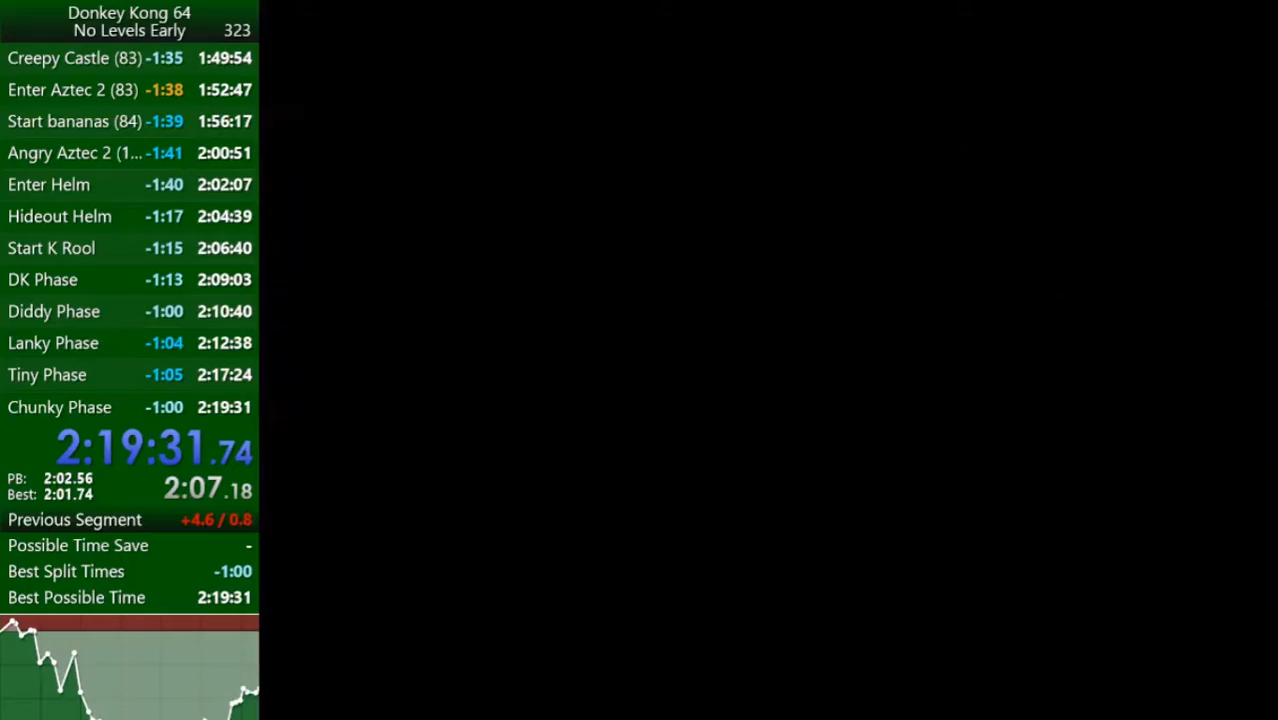 Donkey Kong 64
No Levels Early 323
Creepy Castle (83) -1:35 1:49:54
Enter Aztec 2 (83) -1:38 1:52:47
Start bananas (84) -1:39 1:56:17
Angry Aztec 2 (1... -1:41 2:00:51
Enter Helm -1:40 2:02:07
Hideout Helm -1:17 2:04:39
Start K Rool -1:15 2:06:40
DK Phase -1:13 2:09:03
Diddy Phase -1:00 2:10:40
Lanky Phase -1:04 2:12:38
Tiny Phase -1:05 2:17:24
Chunky Phase -1:00 2:19:31
2:19:31.74
PB: 2:02.56
Best: 2:01.74 2:07.18
Previous Segment +4.6 / 0.8
Possible Time Save -
Best Split Times -1:00
Best Possible Time 2:19:31